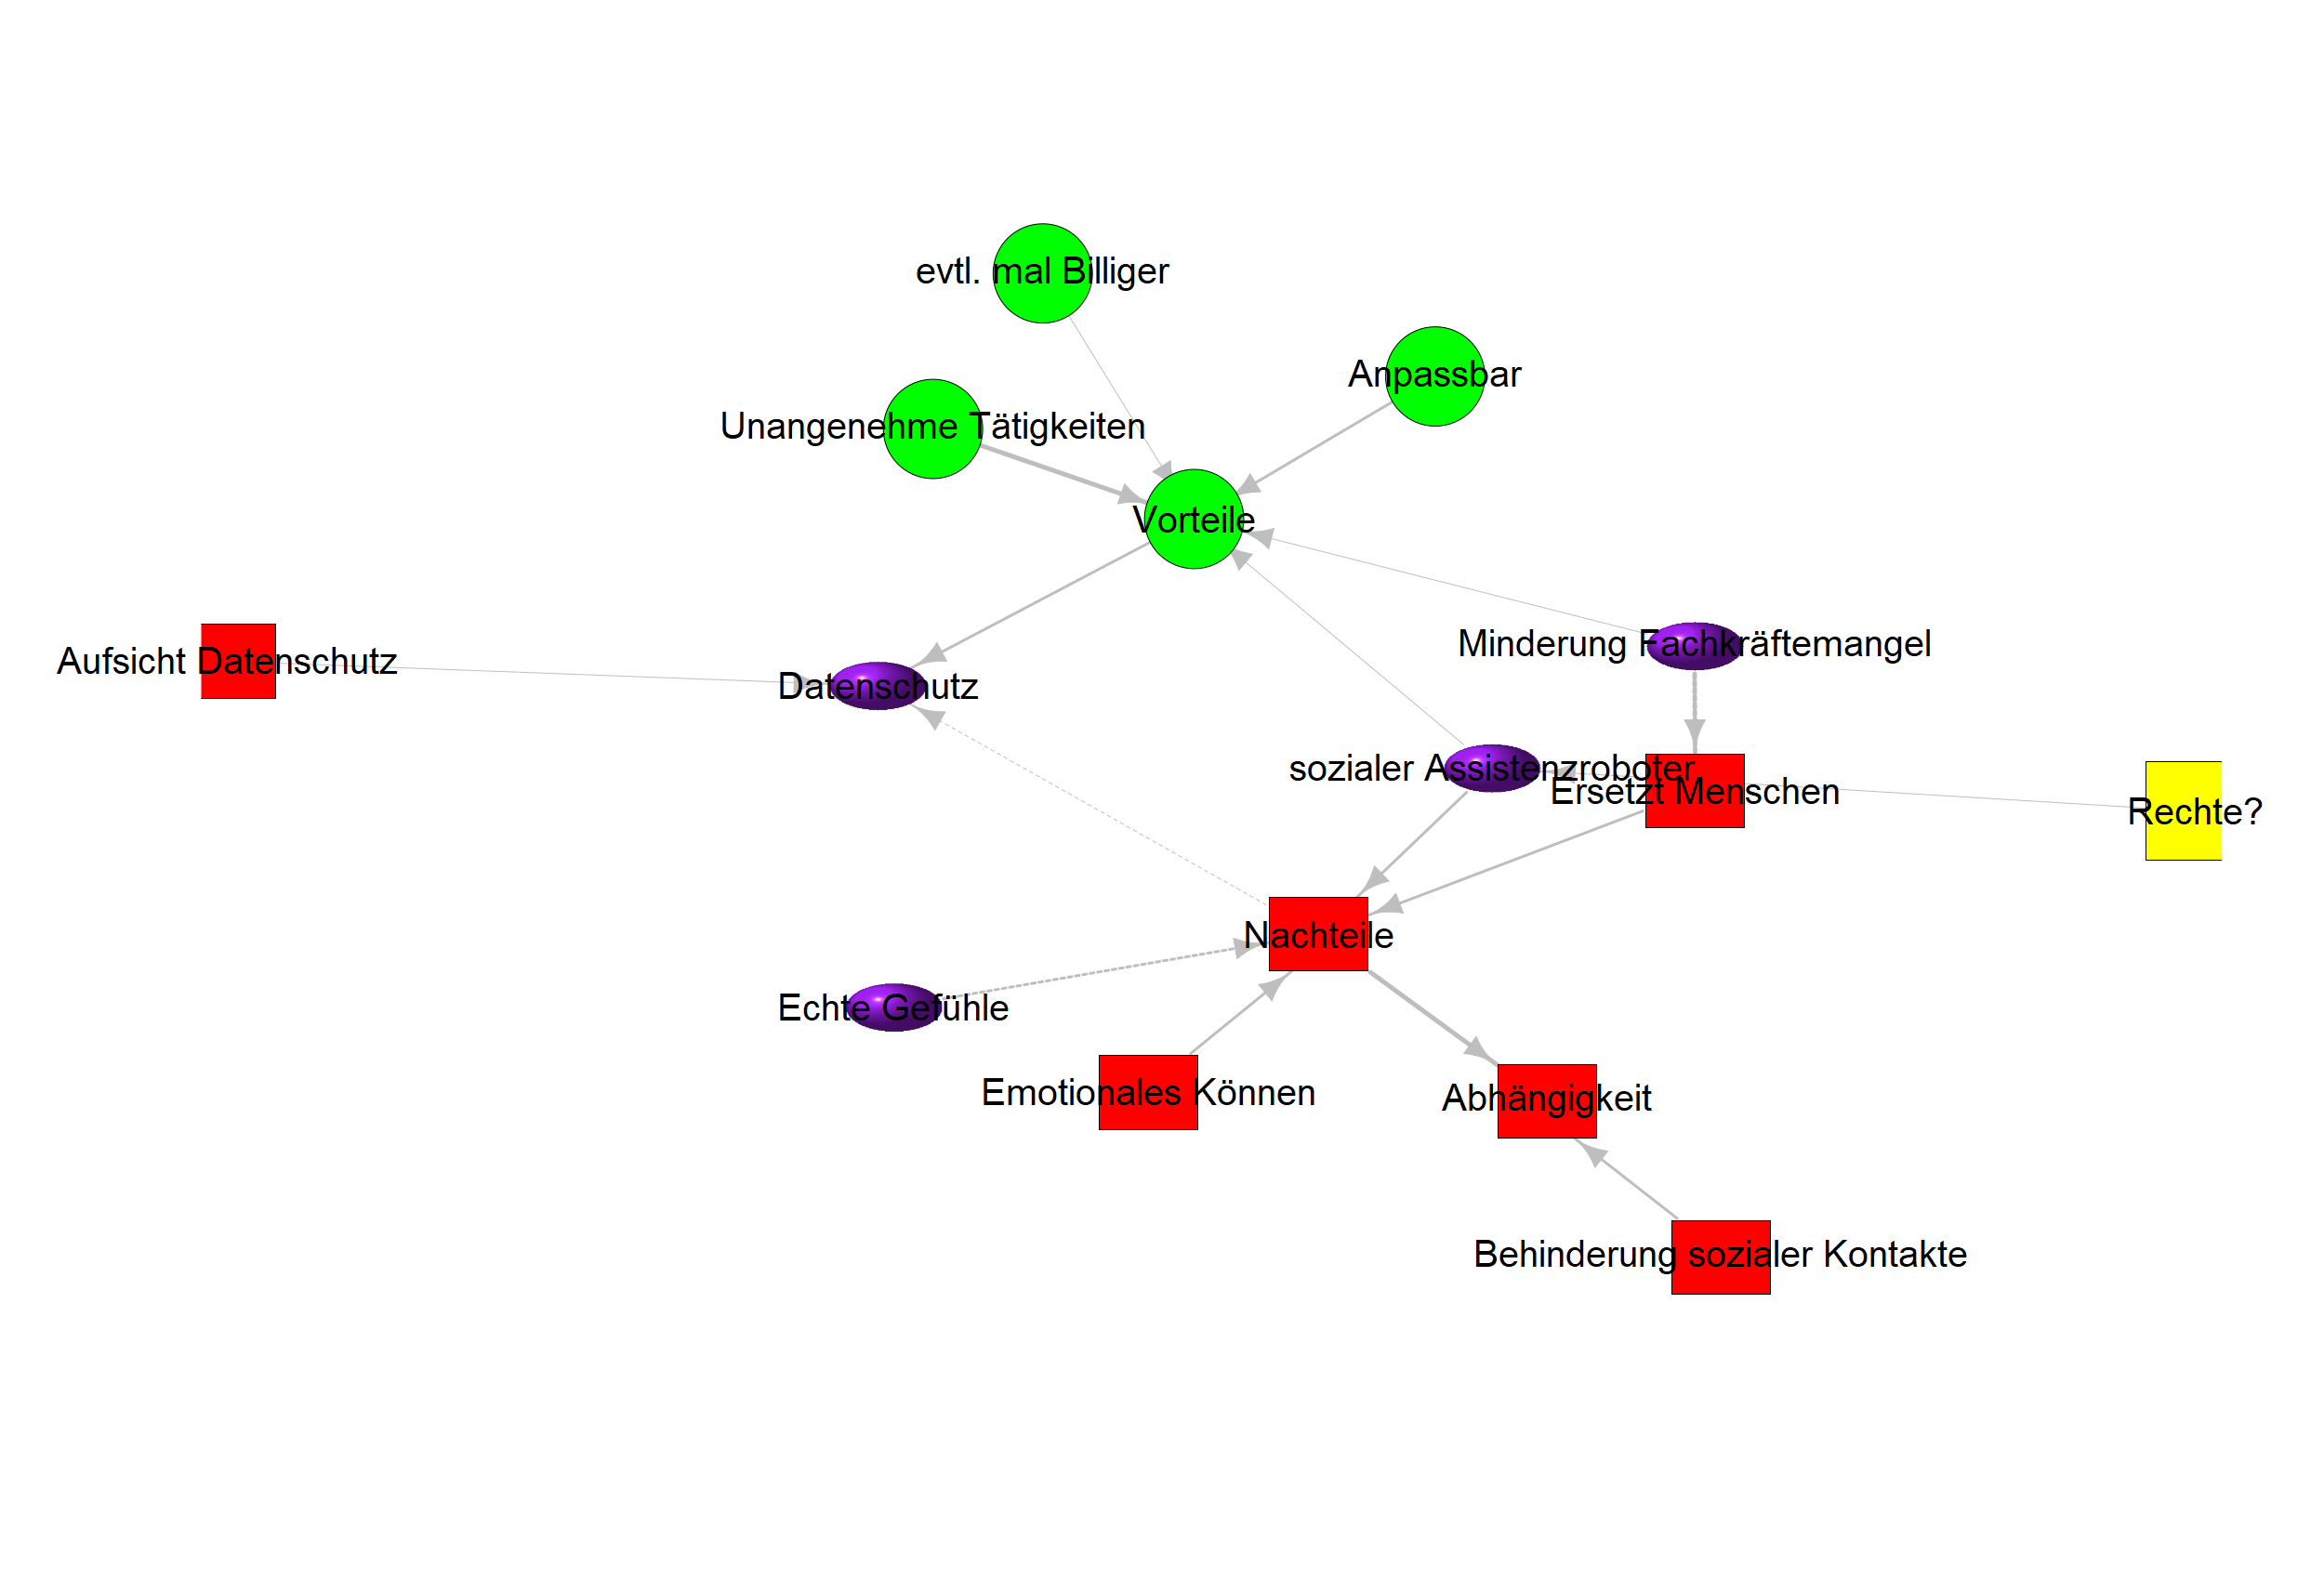 evtl. mal Billiger
Anpassbar
Unangenehme Tätigkeiten
Vorteile
Minderung Fachkräftemangel
Aufsicht Datenschutz
Datenschutz
sozialer Assistenzroboter
Ersetzt Menschen
Rechte?
Nachteile
Echte Gefühle
Emotionales Können
Abhängigkeit
Behinderung sozialer Kontakte